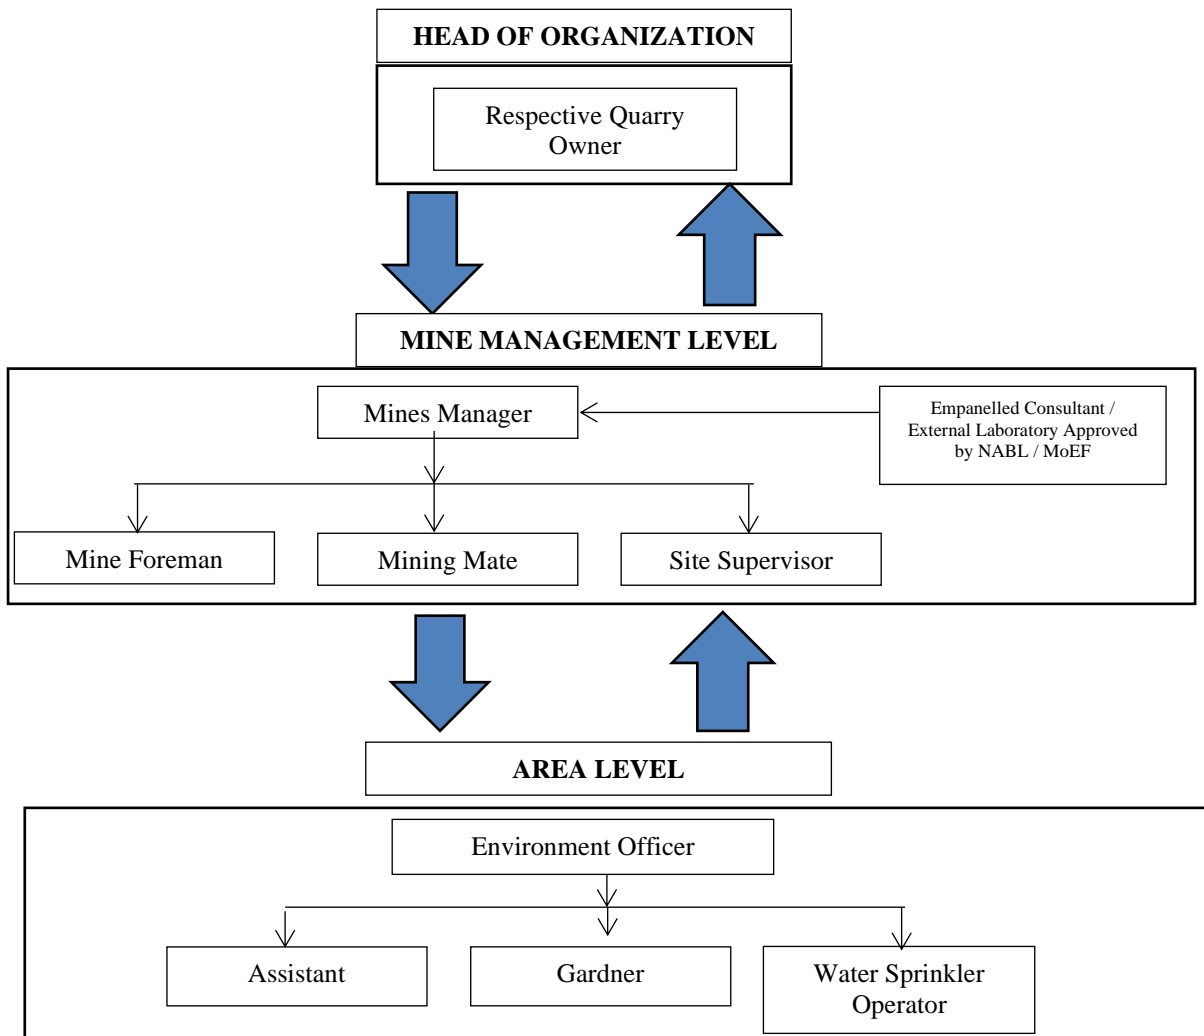 HEAD OF ORGANIZATION
Respective Quarry
Owner
MINE MANAGEMENT LEVEL
Mines Manager
Empanelled Consultant /
External Laboratory Approved
by NABL / MoEF
Mine Foreman
Mining Mate
Site Supervisor
AREA LEVEL
Environment Officer
Assistant
Gardner
Water Sprinkler
Operator